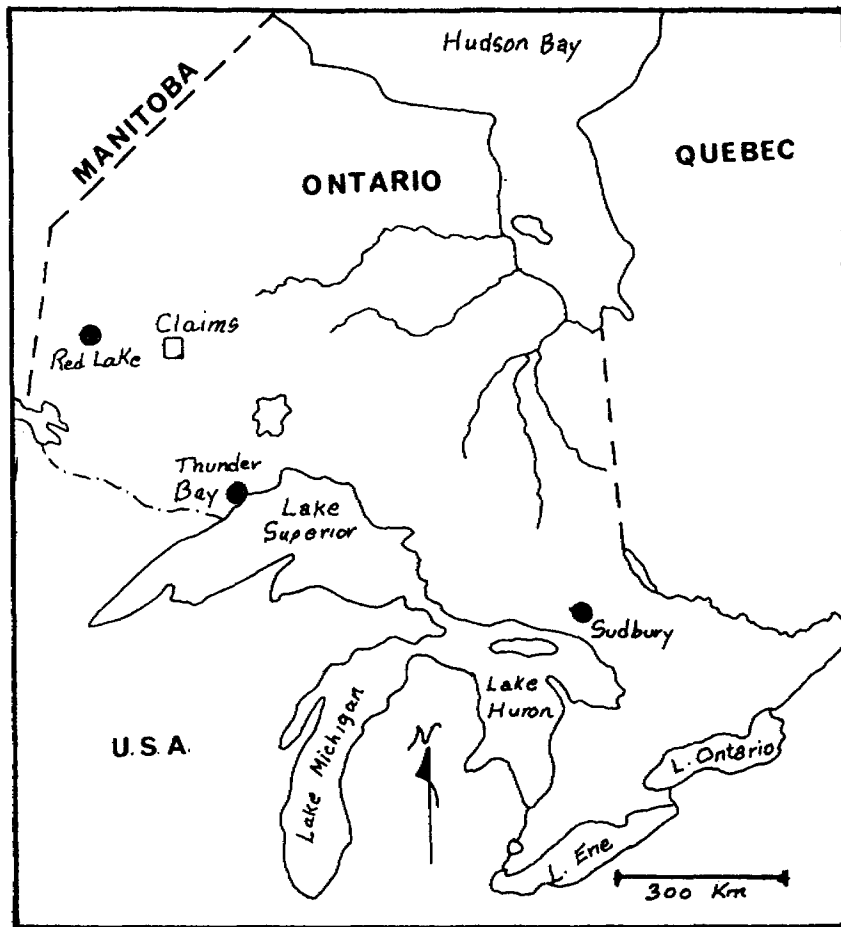 Hudson Bay
MANITOBA
QUEBEC
ONTARIO
Claims
Red Lake
Thunder
Bay
Lake
Superior
Sudbury
Lake
Huron
Lake Michigan
N
U.S.A.
L. Ontario
L. Erie
300 Km